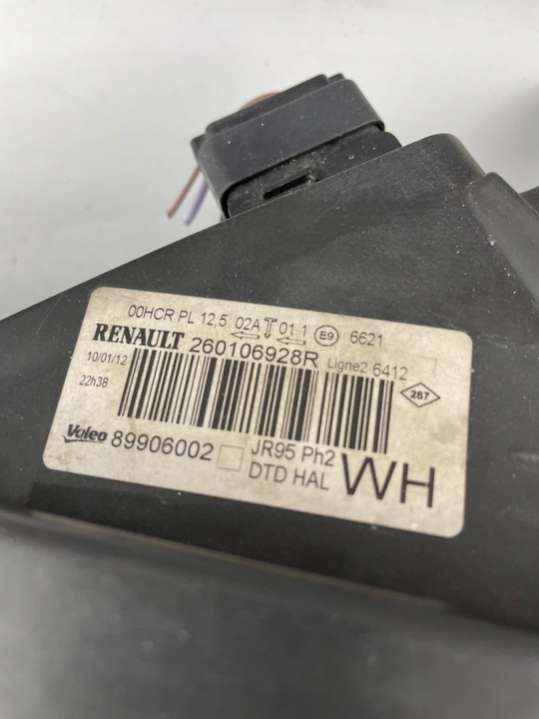 00HCR PL 12,5 02A 01 1 E9 6621
RENAULT 260106928R Ligne2 6412
10/01/12
22h38
287
Valeo 89906002 JR95 Ph2
DTD HAL WH